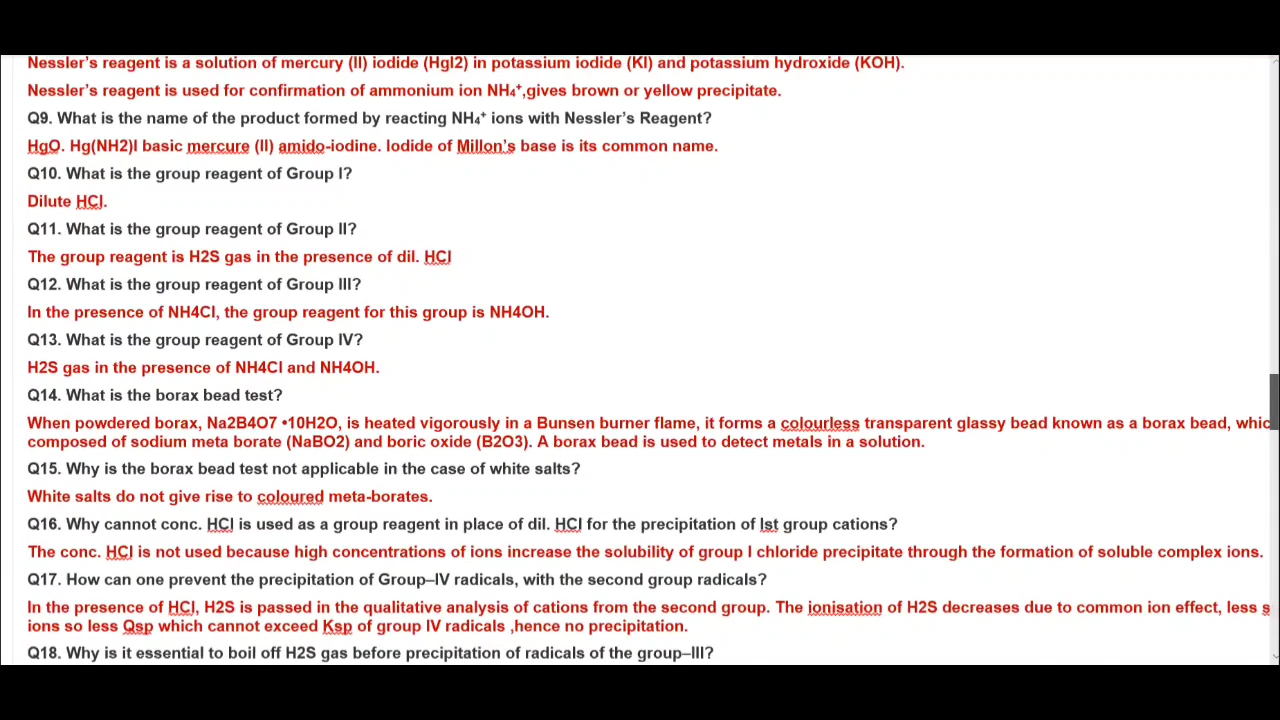 Nessler's reagent is a solution of mercury (II) iodide (HgI2) in potassium iodide (KI) and potassium hydroxide (KOH).
Nessler's reagent is used for confirmation of ammonium ion NH₄⁺,gives brown or yellow precipitate.
Q9. What is the name of the product formed by reacting NH₄⁺ ions with Nessler's Reagent?
HgO. Hg(NH2)I basic mercure (II) amido-iodine. Iodide of Millon's base is its common name.
Q10. What is the group reagent of Group I?
Dilute HCl.
Q11. What is the group reagent of Group II?
The group reagent is H2S gas in the presence of dil. HCl
Q12. What is the group reagent of Group III?
In the presence of NH4Cl, the group reagent for this group is NH4OH.
Q13. What is the group reagent of Group IV?
H2S gas in the presence of NH4Cl and NH4OH.
Q14. What is the borax bead test?
When powdered borax, Na2B4O7 •10H2O, is heated vigorously in a Bunsen burner flame, it forms a colourless transparent glassy bead known as a borax bead, whic
composed of sodium meta borate (NaBO2) and boric oxide (B2O3). A borax bead is used to detect metals in a solution.
Q15. Why is the borax bead test not applicable in the case of white salts?
White salts do not give rise to coloured meta-borates.
Q16. Why cannot conc. HCl is used as a group reagent in place of dil. HCl for the precipitation of Ist group cations?
The conc. HCl is not used because high concentrations of ions increase the solubility of group I chloride precipitate through the formation of soluble complex ions.
Q17. How can one prevent the precipitation of Group–IV radicals, with the second group radicals?
In the presence of HCl, H2S is passed in the qualitative analysis of cations from the second group. The ionisation of H2S decreases due to common ion effect, less s
ions so less Qsp which cannot exceed Ksp of group IV radicals ,hence no precipitation.
Q18. Why is it essential to boil off H2S gas before precipitation of radicals of the group–III?